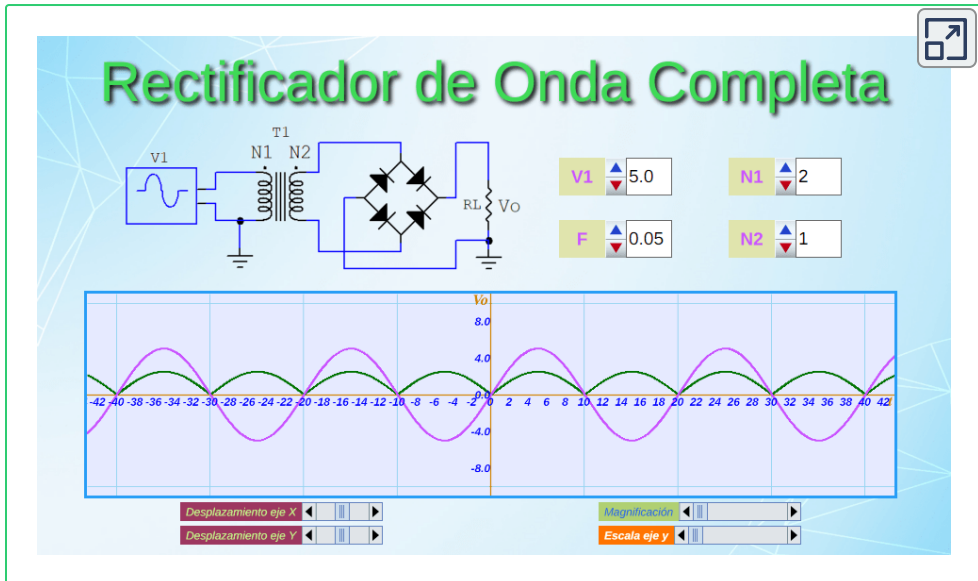 Rectificador de Onda Completa
T1
V1
N1 N2
RL
Vo
V1 5.0
N1 2
F 0.05
N2 1
Vo
8.0
4.0
0.0
-42 -40 -38 -36 -34 -32 -30 -28 -26 -24 -22 -20 -18 -16 -14 -12 -10 -8 -6 -4 -2 0 2 4 6 8 10 12 14 16 18 20 22 24 26 28 30 32 34 36 38 40 42
-4.0
-8.0
Desplazamiento eje X
Magnificación
Desplazamiento eje Y
Escala eje y